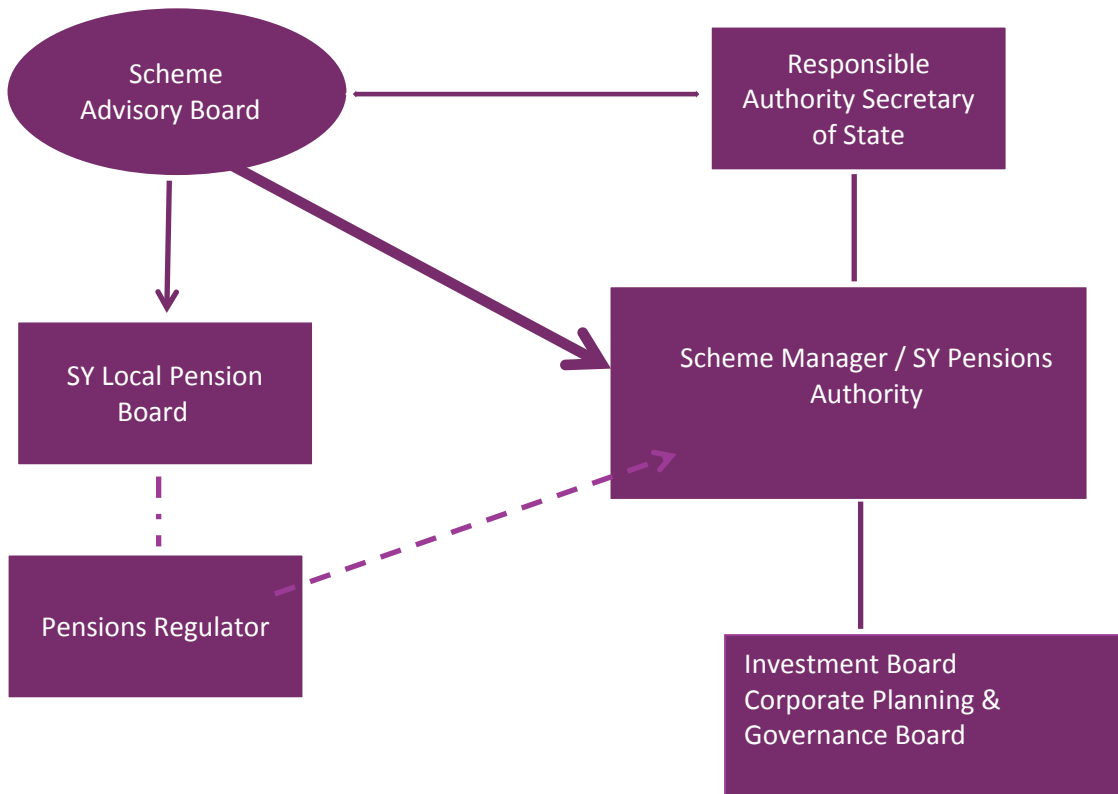 Scheme
Advisory Board
Responsible
Authority Secretary
of State
SY Local Pension
Board
Scheme Manager / SY Pensions
Authority
Pensions Regulator
Investment Board
Corporate Planning &
Governance Board